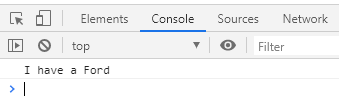 Elements Console Sources Network
top Filter
I have a Ford